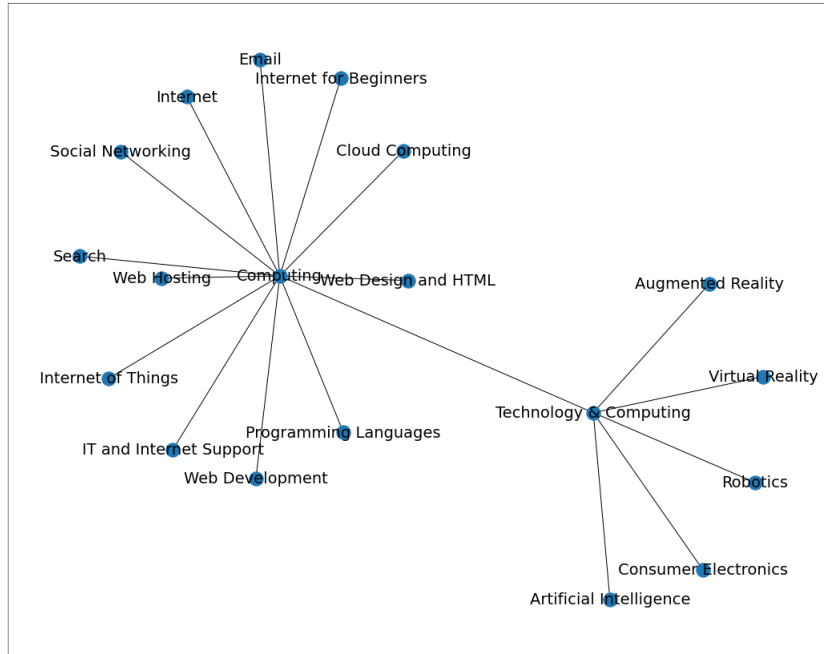 Email
Internet for Beginners
Internet
Social Networking
Cloud Computing
Search
Web Hosting
Computing
Web Design and HTML
Augmented Reality
Internet of Things
Virtual Reality
Technology & Computing
Programming Languages
IT and Internet Support
Web Development
Robotics
Consumer Electronics
Artificial Intelligence